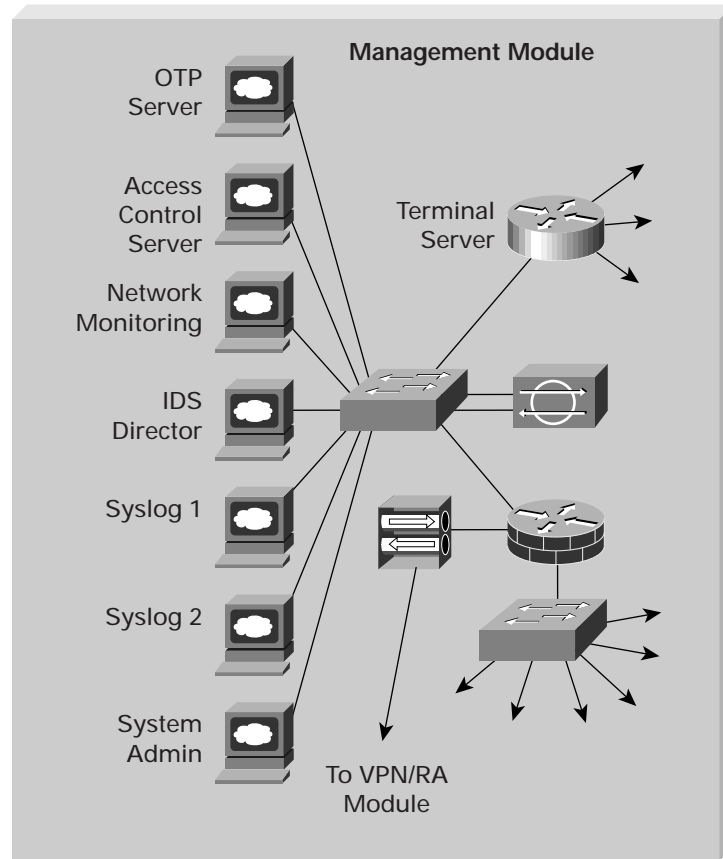 Management Module
OTP
Server
Access
Control
Server
Terminal
Server
Network
Monitoring
IDS
Director
Syslog 1
Syslog 2
System
Admin
To VPN/RA
Module